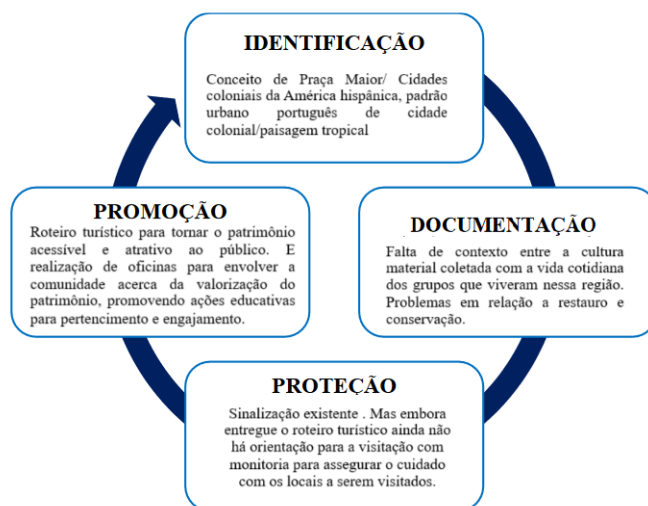 IDENTIFICAÇÃO
Conceito de Praça Maior/ Cidades
coloniais da América hispânica, padrão
urbano português de cidade
colonial/paisagem tropical
PROMOÇÃO
Roteiro turístico para tornar o patrimônio
acessível e atrativo ao público. E
realização de oficinas para envolver a
comunidade acerca da valorização do
patrimônio, promovendo ações educativas
para pertencimento e engajamento.
DOCUMENTAÇÃO
Falta de contexto entre a cultura
material coletada com a vida cotidiana
dos grupos que viveram nessa região.
Problemas em relação a restauro e
conservação.
PROTEÇÃO
Sinalização existente . Mas embora
entregue o roteiro turístico ainda não
há orientação para a visitação com
monitoria para assegurar o cuidado
com os locais a serem visitados.